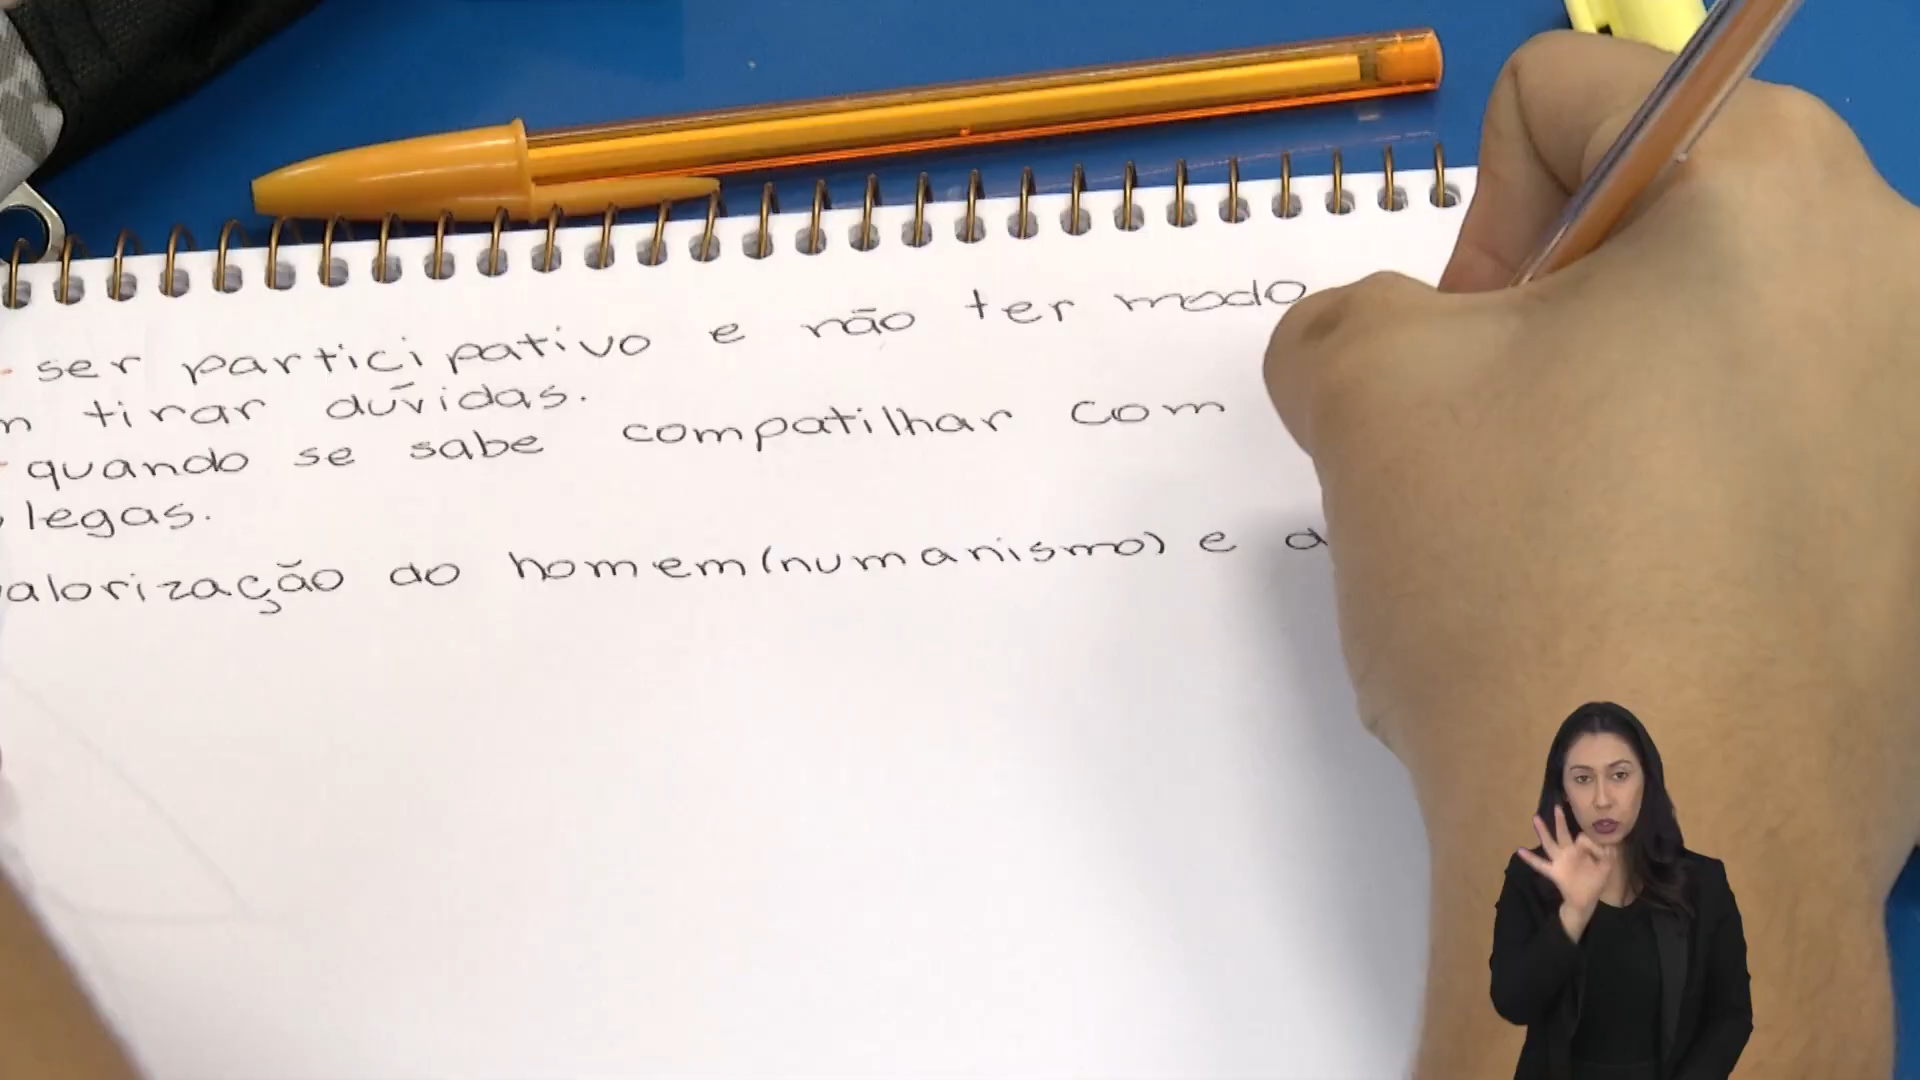 - ser participativo e não ter modo
m tirar dúvidas.
- quando se sabe compatilhar com
legas.
alorização do homem(numanismo) e d